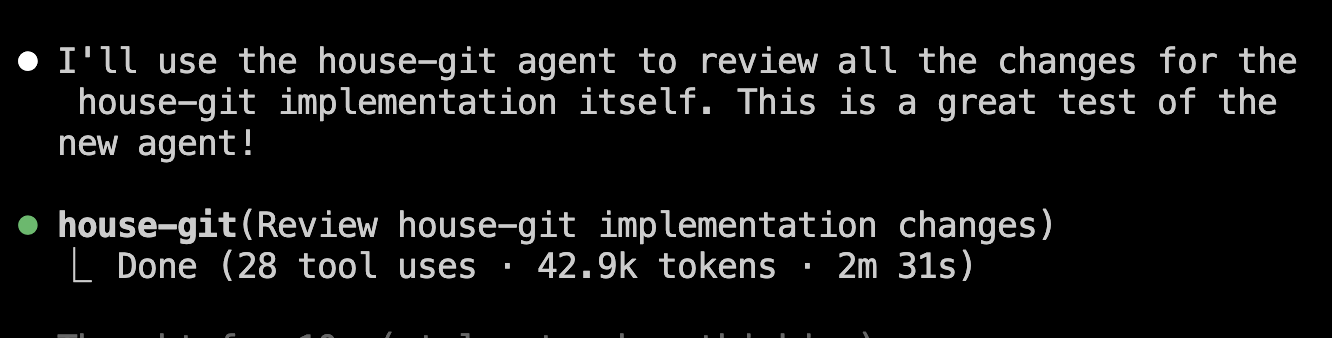 ● I'll use the house-git agent to review all the changes for the
house-git implementation itself. This is a great test of the
new agent!
● house-git(Review house-git implementation changes)
⎿ Done (28 tool uses · 42.9k tokens · 2m 31s)